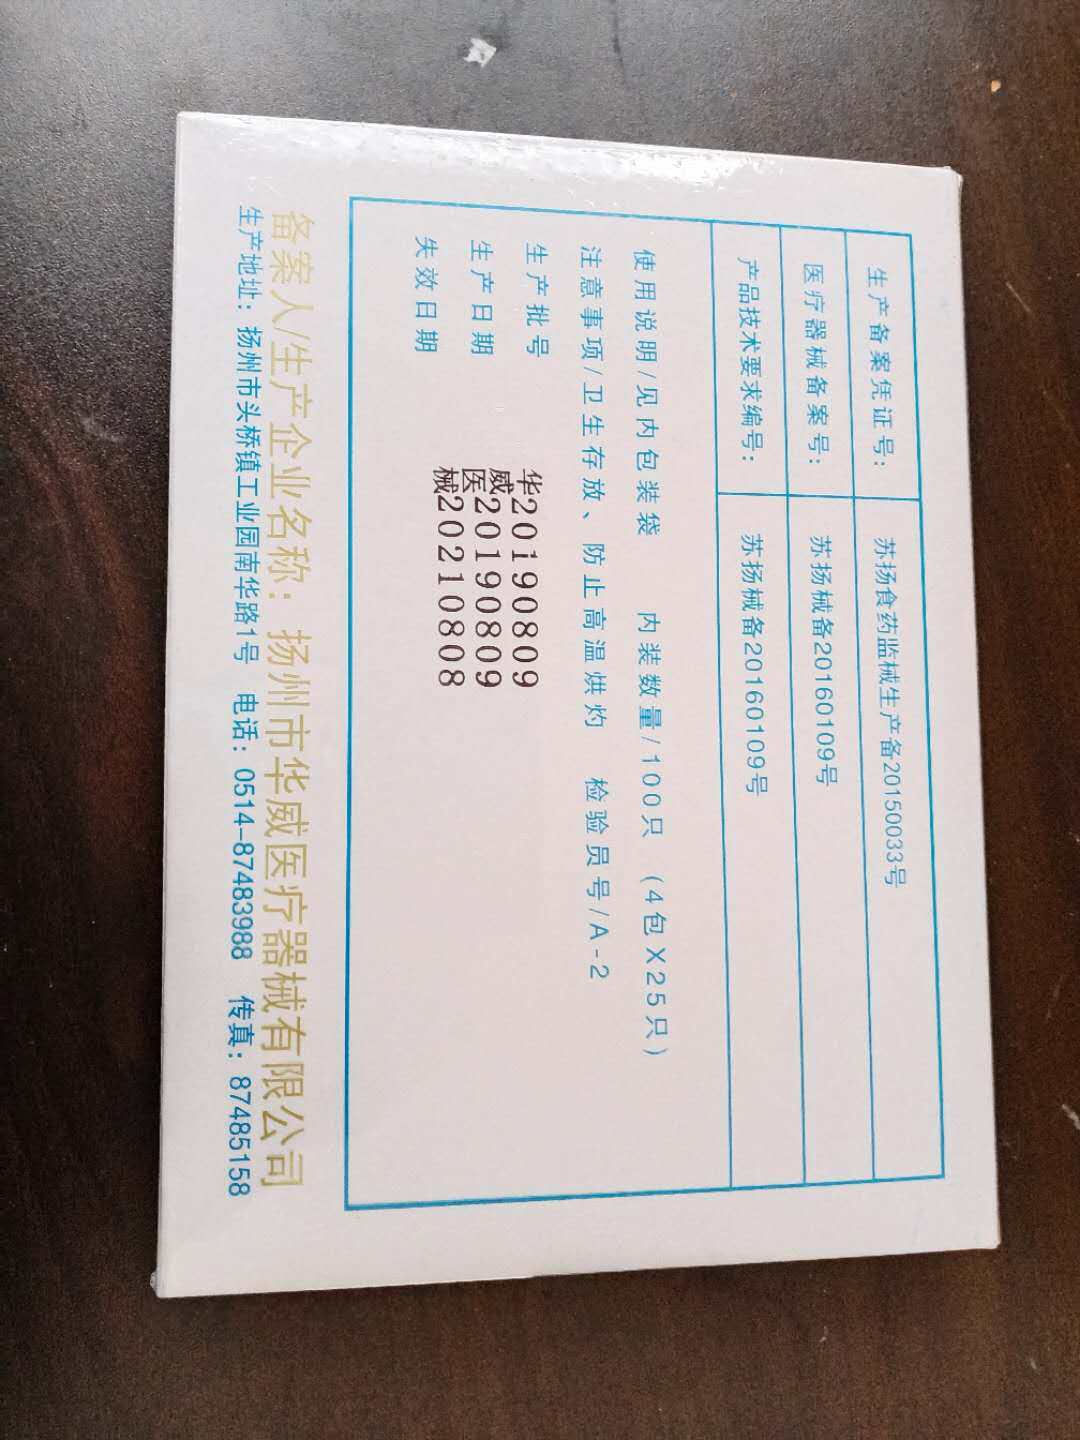 生产备案凭证号： 苏扬食药监械生产备20150033号
医疗器械备案号： 苏扬械备20160109号
产品技术要求编号： 苏扬械备20160109号
使用说明/见内包装袋 内装数量/100只 (4包X25只)
注意事项/卫生存放、防止高温烘灼 检验员号/A-2
生产批号 华20190809
生产日期 威医20190809
失效日期 械20210808
备案人/生产企业名称：扬州市华威医疗器械有限公司
生产地址：扬州市头桥镇工业园南华路1号 电话：0514-87483988 传真：87485158